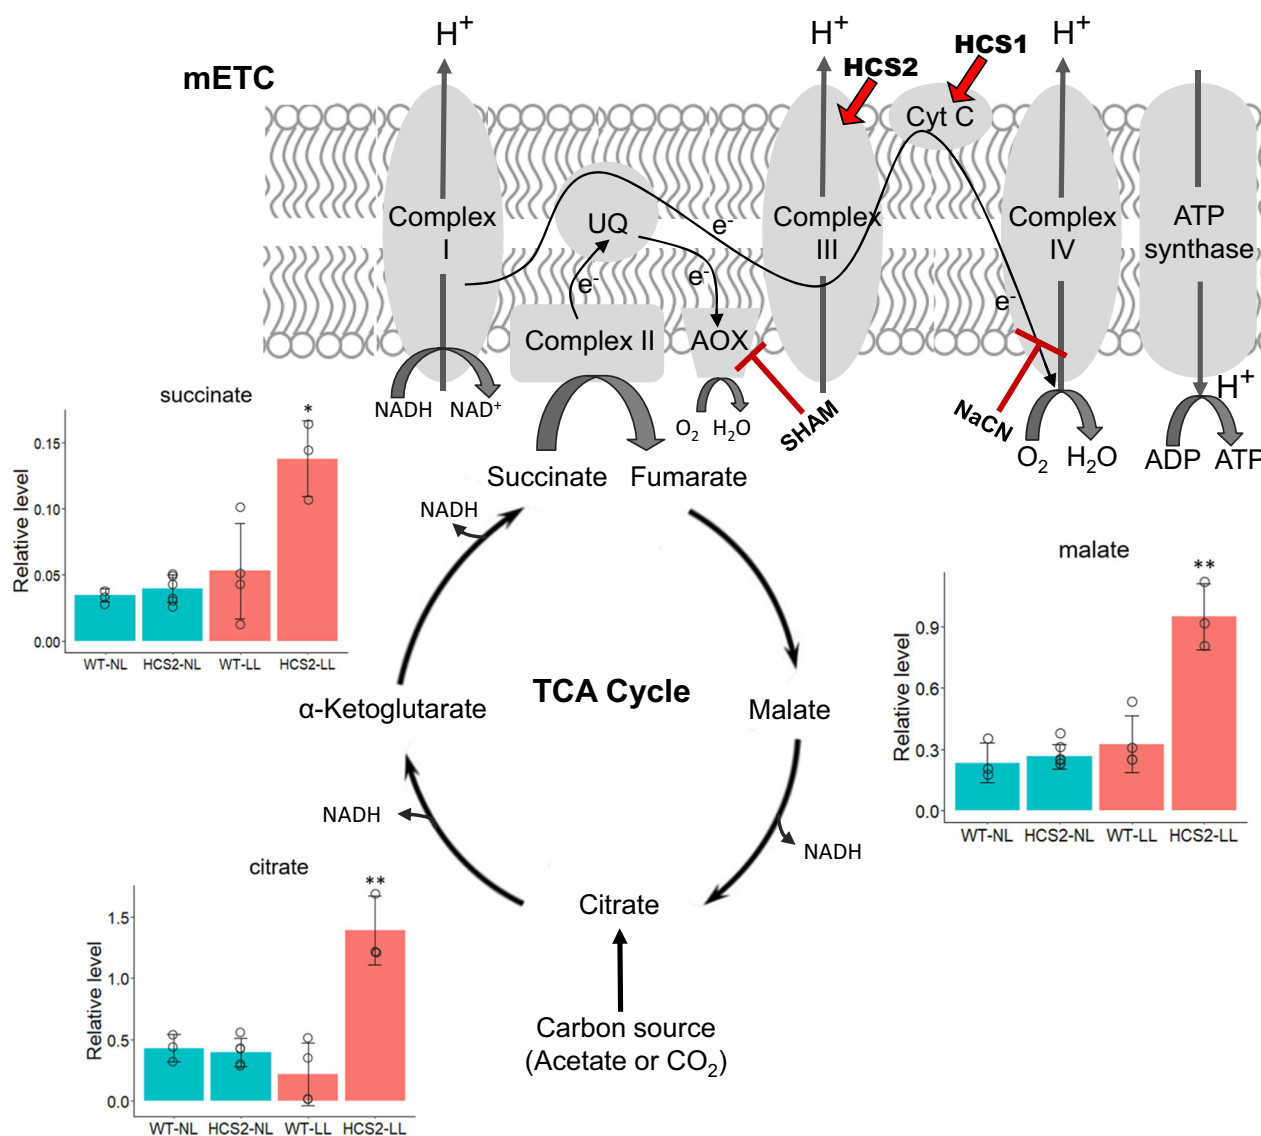 H⁺
H⁺
H⁺
mETC
HCS2
HCS1
Cyt C
Complex
I
UQ
e⁻
Complex
III
Complex
IV
ATP
synthase
e⁻
e⁻
e⁻
Complex II
AOX
NADH
NAD⁺
O₂
H₂O
SHAM
NaCN
O₂
H₂O
H⁺
ADP
ATP
Succinate
Fumarate
succinate
*
Relative level
0.15
0.10
0.05
0.00
WT-NL
HCS2-NL
WT-LL
HCS2-LL
NADH
malate
**
Relative level
0.9
0.6
0.3
0.0
WT-NL
HCS2-NL
WT-LL
HCS2-LL
TCA Cycle
α-Ketoglutarate
Malate
NADH
NADH
citrate
**
Relative level
1.5
1.0
0.5
0.0
WT-NL
HCS2-NL
WT-LL
HCS2-LL
Citrate
Carbon source
(Acetate or CO₂)